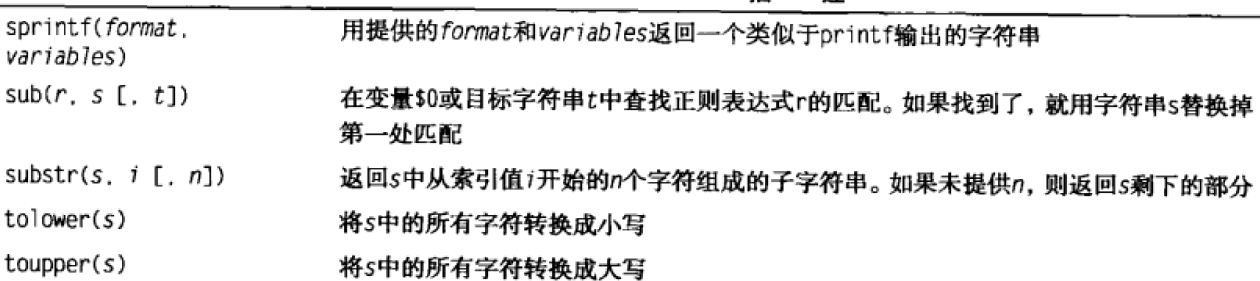 sprintf(format, 用提供的format和variables返回一个类似于printf输出的字符串
variables)
sub(r, s [, t]) 在变量$0或目标字符串t中查找正则表达式r的匹配。如果找到了，就用字符串s替换掉
第一处匹配
substr(s, i [, n]) 返回s中从索引值i开始的n个字符组成的子字符串。如果未提供n，则返回s剩下的部分
tolower(s) 将s中的所有字符转换成小写
toupper(s) 将s中的所有字符转换成大写